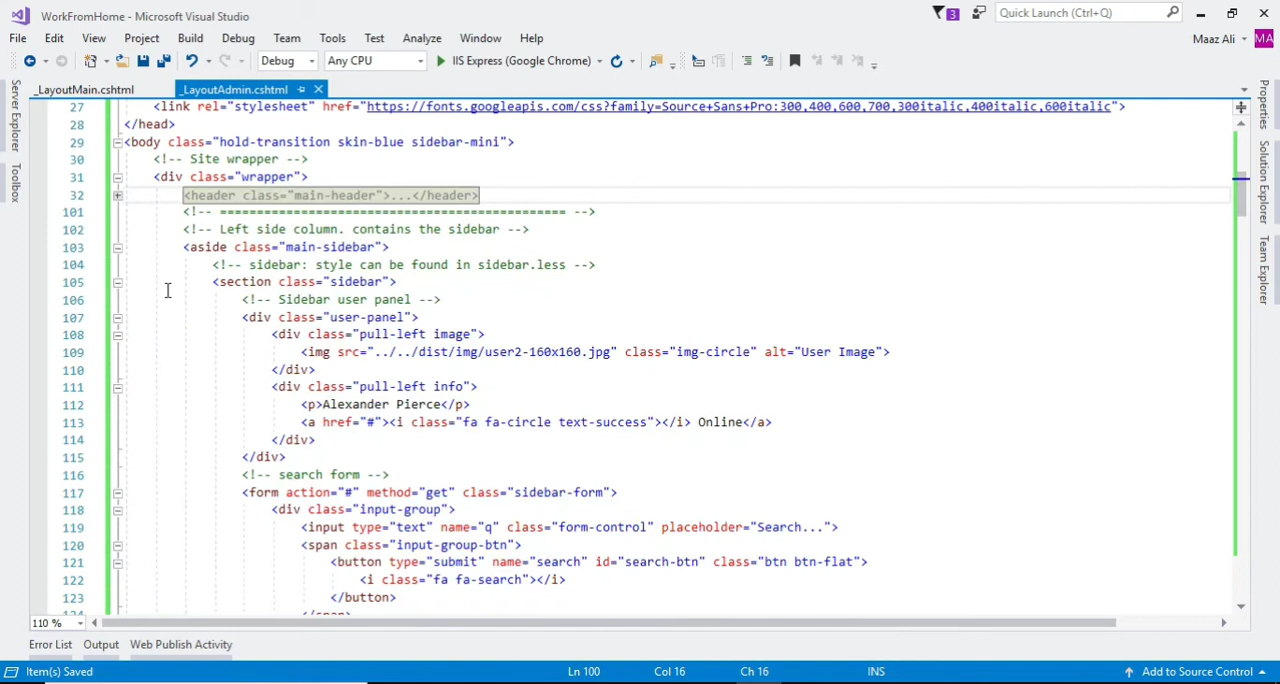 WorkFromHome - Microsoft Visual Studio
3
Quick Launch (Ctrl+Q)
File Edit View Project Build Debug Team Tools Test Analyze Window Help
Maaz Ali MA
Debug Any CPU IIS Express (Google Chrome)
_LayoutMain.cshtml _LayoutAdmin.cshtml
27 <link rel="stylesheet" href="https://fonts.googleapis.com/css?family=Source+Sans+Pro:300,400,600,700,300italic,400italic,600italic">
28 </head>
29 <body class="hold-transition skin-blue sidebar-mini">
30 <!-- Site wrapper -->
31 <div class="wrapper">
32 <header class="main-header">...</header>
101 <!-- =============================================== -->
102 <!-- Left side column. contains the sidebar -->
103 <aside class="main-sidebar">
104 <!-- sidebar: style can be found in sidebar.less -->
105 <section class="sidebar">
106 <!-- Sidebar user panel -->
107 <div class="user-panel">
108 <div class="pull-left image">
109 <img src="../../dist/img/user2-160x160.jpg" class="img-circle" alt="User Image">
110 </div>
111 <div class="pull-left info">
112 <p>Alexander Pierce</p>
113 <a href="#"><i class="fa fa-circle text-success"></i> Online</a>
114 </div>
115 </div>
116 <!-- search form -->
117 <form action="#" method="get" class="sidebar-form">
118 <div class="input-group">
119 <input type="text" name="q" class="form-control" placeholder="Search...">
120 <span class="input-group-btn">
121 <button type="submit" name="search" id="search-btn" class="btn btn-flat">
122 <i class="fa fa-search"></i>
123 </button>
124 </span>
Server Explorer
Toolbox
Properties
Solution Explorer
Team Explorer
110 %
Error List Output Web Publish Activity
Item(s) Saved Ln 100 Col 16 Ch 16 INS Add to Source Control